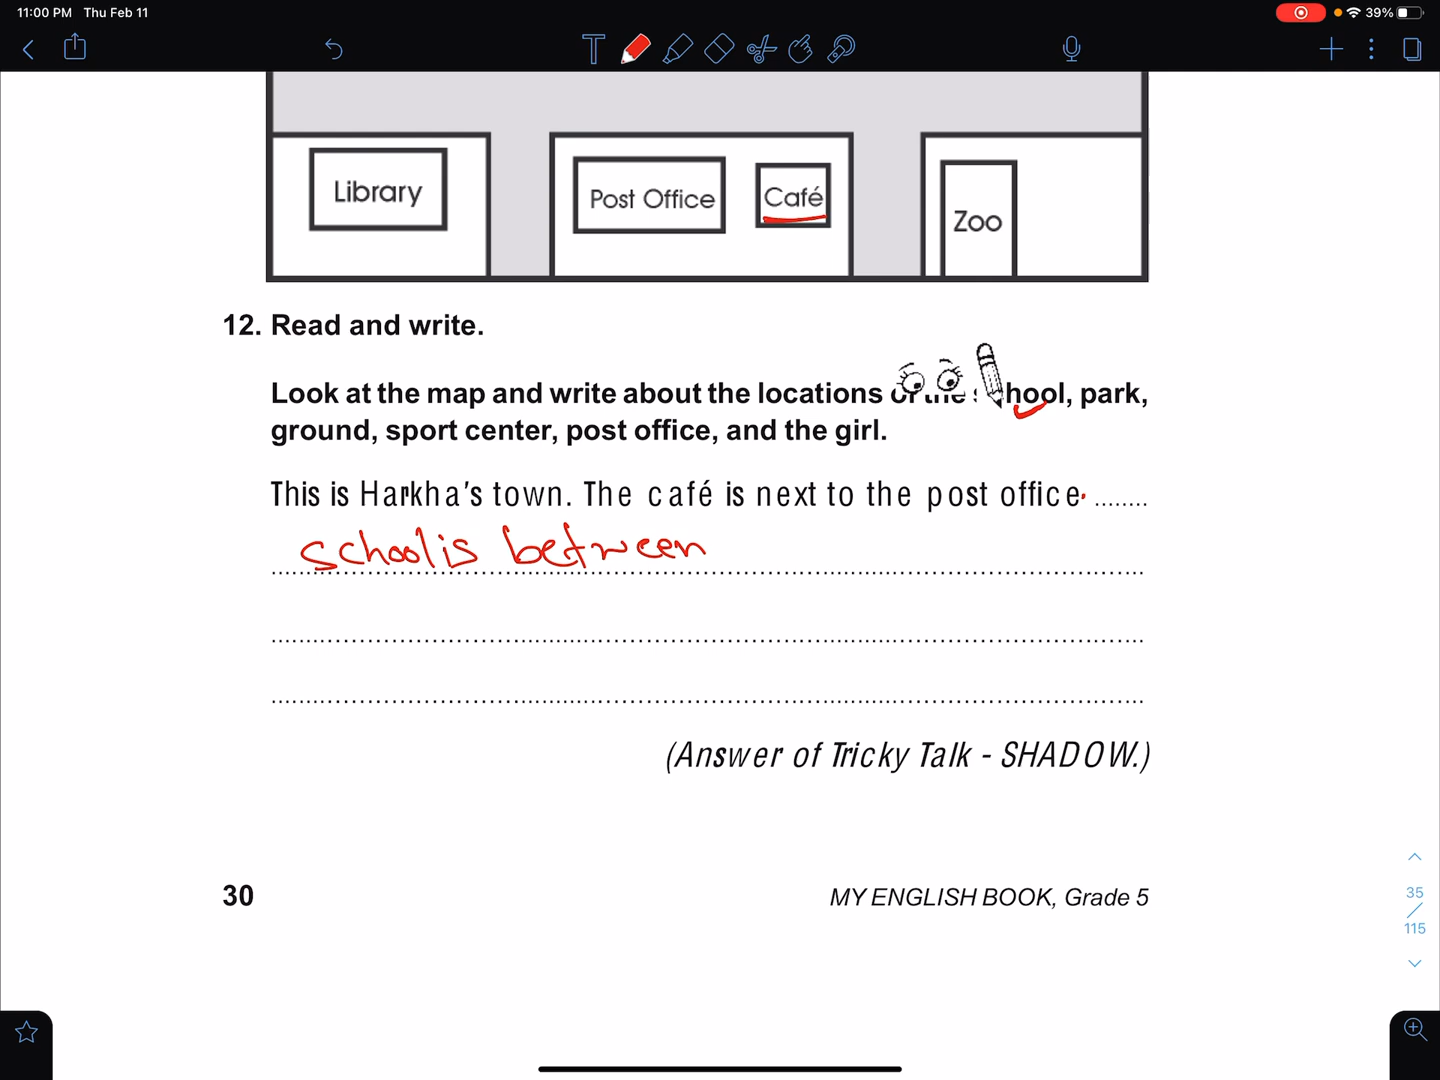 11:00 PM Thu Feb 11
39%
Library
Post Office
Café
Zoo
12. Read and write.
Look at the map and write about the locations of the school, park,
ground, sport center, post office, and the girl.
This is Harkha's town. The café is next to the post office. ........
school is between
(Answer of Tricky Talk - SHADOW.)
30
MY ENGLISH BOOK, Grade 5
35
/
115